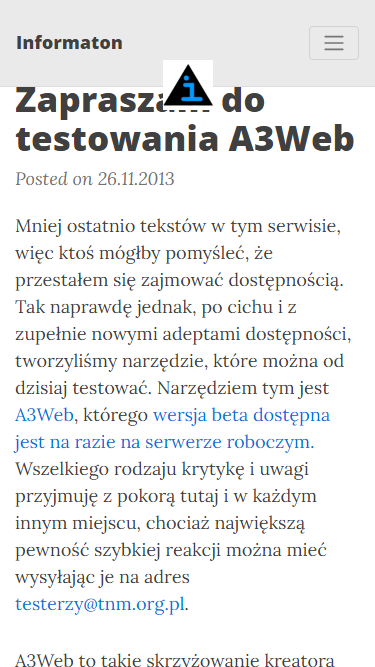 Informaton
Zapraszam do
testowania A3Web
Posted on 26.11.2013
Mniej ostatnio tekstów w tym serwisie,
więc ktoś mógłby pomyśleć, że
przestałem się zajmować dostępnością.
Tak naprawdę jednak, po cichu i z
zupełnie nowymi adeptami dostępności,
tworzyliśmy narzędzie, które można od
dzisiaj testować. Narzędziem tym jest
A3Web, którego wersja beta dostępna
jest na razie na serwerze roboczym.
Wszelkiego rodzaju krytykę i uwagi
przyjmuję z pokorą tutaj i w każdym
innym miejscu, chociaż największą
pewność szybkiej reakcji można mieć
wysyłając je na adres
testerzy@tnm.org.pl.
A3Web to takie skrzyżowanie kreatora